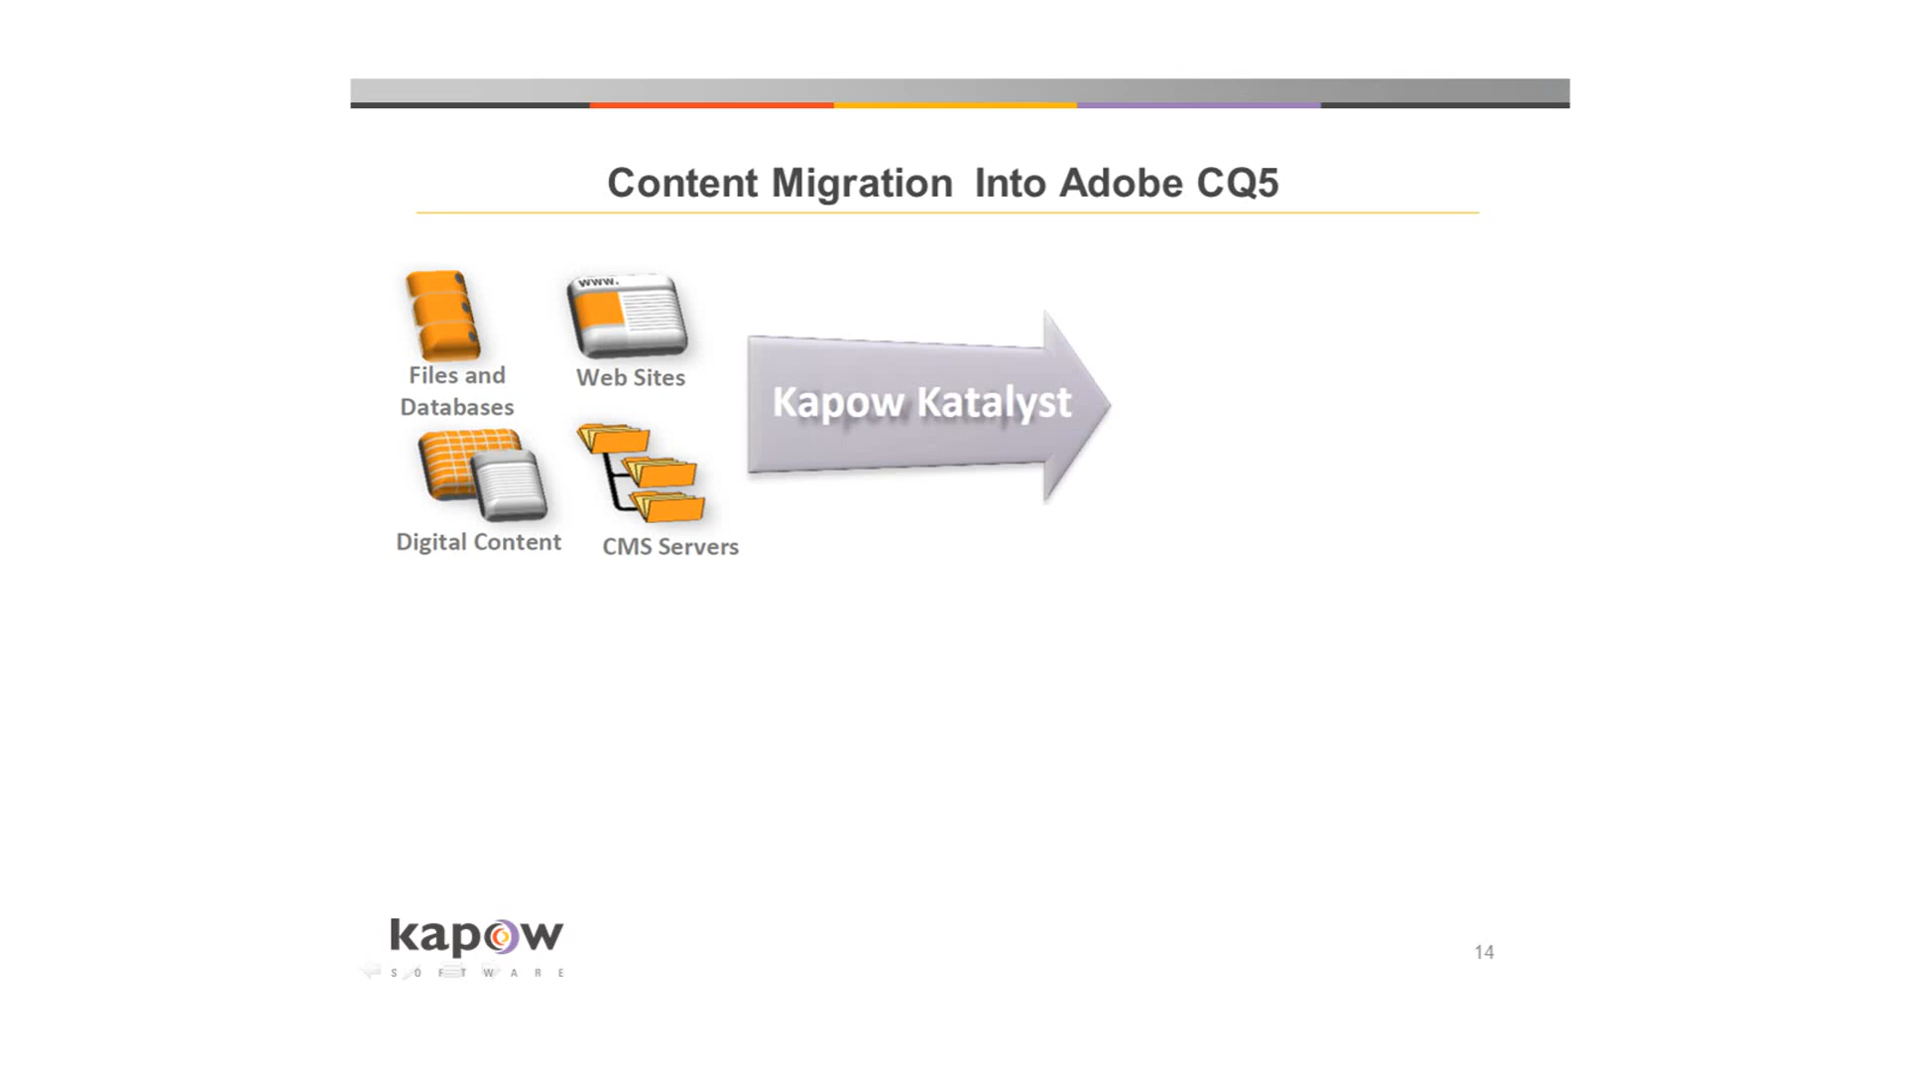 Content Migration Into Adobe CQ5
www.
Files and
Databases
Web Sites
Kapow Katalyst
Digital Content
CMS Servers
kapow
SOFTWARE
14